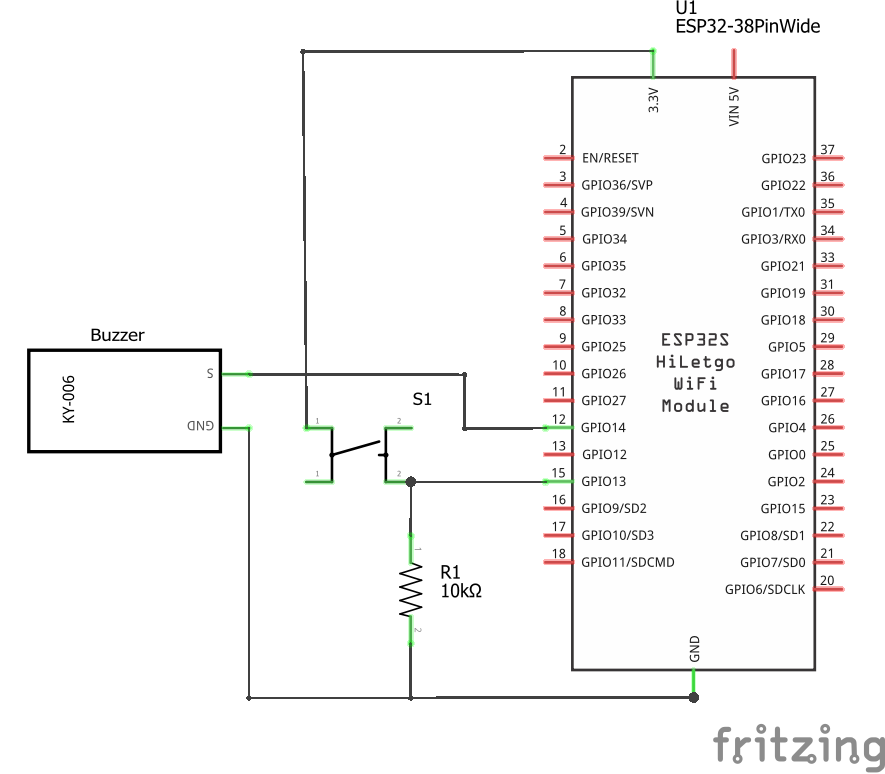 U1
ESP32-38PinWide
3.3V
VIN 5V
2 EN/RESET
3 GPIO36/SVP
4 GPIO39/SVN
5 GPIO34
6 GPIO35
7 GPIO32
8 GPIO33
9 GPIO25
10 GPIO26
11 GPIO27
12 GPIO14
13 GPIO12
15 GPIO13
16 GPIO9/SD2
17 GPIO10/SD3
18 GPIO11/SDCMD
GPIO23 37
GPIO22 36
GPIO1/TX0 35
GPIO3/RX0 34
GPIO21 33
GPIO19 31
GPIO18 30
GPIO5 29
GPIO17 28
GPIO16 27
GPIO4 26
GPIO0 25
GPIO2 24
GPIO15 23
GPIO8/SD1 22
GPIO7/SD0 21
GPIO6/SDCLK 20
ESP32S
HiLetgo
WiFi
Module
GND
Buzzer
KY-006
S
GND
S1
1
2
1
2
R1
10kΩ
1
2
fritzing